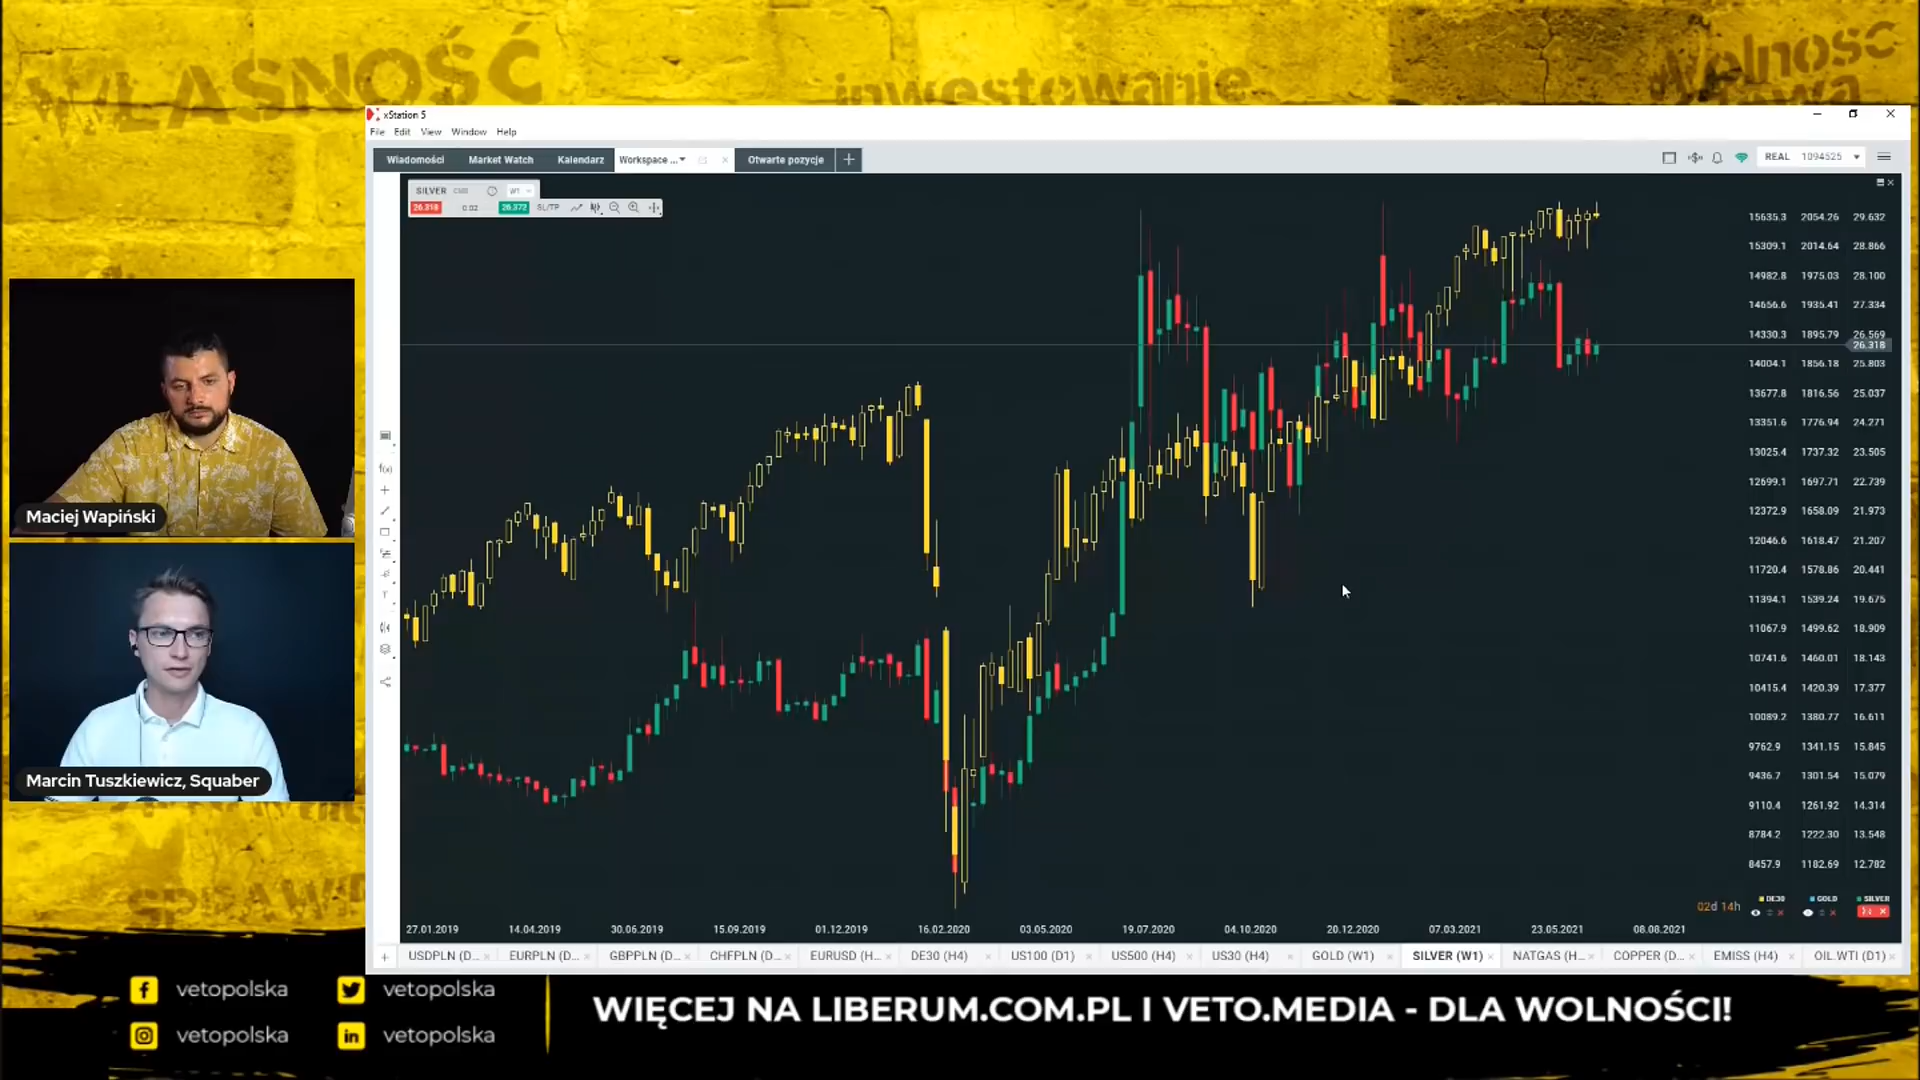 WŁASNOŚĆ
inwestowanie
Wolność
słowa
xStation 5
File Edit View Window Help
Wiadomości Market Watch Kalendarz Workspace ... Otwarte pozycje
REAL 1094525
SILVER CMB W1
26.318 0.02 26.372 SL/TP
15635.3 2054.26 29.632
15309.1 2014.64 28.866
14982.8 1975.03 28.100
14656.6 1935.41 27.334
14330.3 1895.79 26.569
26.318
14004.1 1856.18 25.803
13677.8 1816.56 25.037
13351.6 1776.94 24.271
13025.4 1737.32 23.505
12699.1 1697.71 22.739
12372.9 1658.09 21.973
12046.6 1618.47 21.207
11720.4 1578.86 20.441
11394.1 1539.24 19.675
11067.9 1499.62 18.909
10741.6 1460.01 18.143
10415.4 1420.39 17.377
10089.2 1380.77 16.611
9762.9 1341.15 15.845
9436.7 1301.54 15.079
9110.4 1261.92 14.314
8784.2 1222.30 13.548
8457.9 1182.69 12.782
02d 14h DE30 GOLD SILVER
27.01.2019 14.04.2019 30.06.2019 15.09.2019 01.12.2019 16.02.2020 03.05.2020 19.07.2020 04.10.2020 20.12.2020 07.03.2021 23.05.2021 08.08.2021
USDPLN (D... EURPLN (D... GBPPLN (D... CHFPLN (D... EURUSD (H... DE30 (H4) US100 (D1) US500 (H4) US30 (H4) GOLD (W1) SILVER (W1) NATGAS (H... COPPER (D... EMISS (H4) OIL.WTI (D1)
Maciej Wapiński
Marcin Tuszkiewicz, Squaber
vetopolska vetopolska
vetopolska vetopolska
WIĘCEJ NA LIBERUM.COM.PL I VETO.MEDIA - DLA WOLNOŚCI!